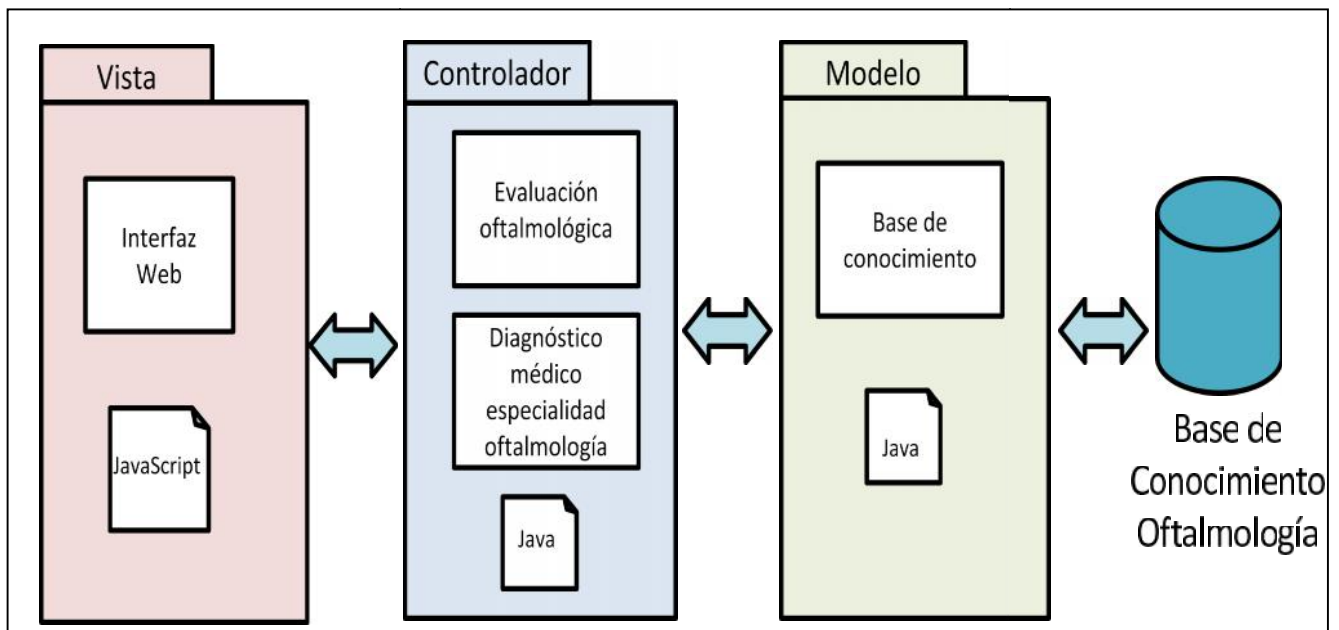 Vista
Interfaz
Web
JavaScript
Controlador
Evaluación
oftalmológica
Diagnóstico
médico
especialidad
oftalmología
Java
Modelo
Base de
conocimiento
Java
Base de
Conocimiento
Oftalmología